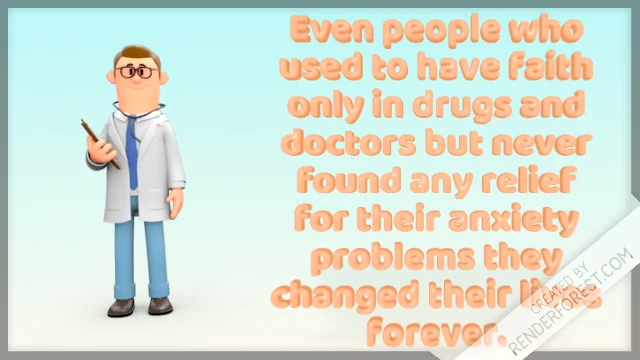 Even people who
used to have faith
only in drugs and
doctors but never
found any relief
for their anxiety
problems they
changed their lives
forever.
CREATED BY
RENDERFOREST.COM